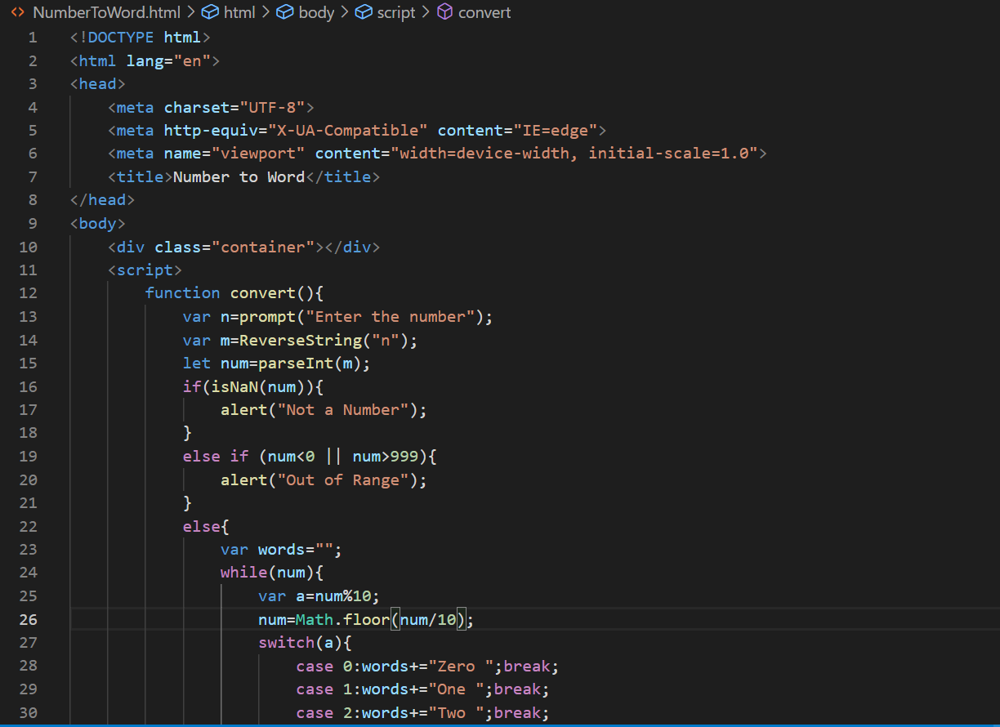 NumberToWord.html > html > body > script > convert
1 <!DOCTYPE html>
2 <html lang="en">
3 <head>
4     <meta charset="UTF-8">
5     <meta http-equiv="X-UA-Compatible" content="IE=edge">
6     <meta name="viewport" content="width=device-width, initial-scale=1.0">
7     <title>Number to Word</title>
8 </head>
9 <body>
10     <div class="container"></div>
11     <script>
12         function convert(){
13             var n=prompt("Enter the number");
14             var m=ReverseString("n");
15             let num=parseInt(m);
16             if(isNaN(num)){
17                 alert("Not a Number");
18             }
19             else if (num<0 || num>999){
20                 alert("Out of Range");
21             }
22             else{
23                 var words="";
24                 while(num){
25                     var a=num%10;
26                     num=Math.floor(num/10);
27                     switch(a){
28                         case 0:words+="Zero ";break;
29                         case 1:words+="One ";break;
30                         case 2:words+="Two ";break;